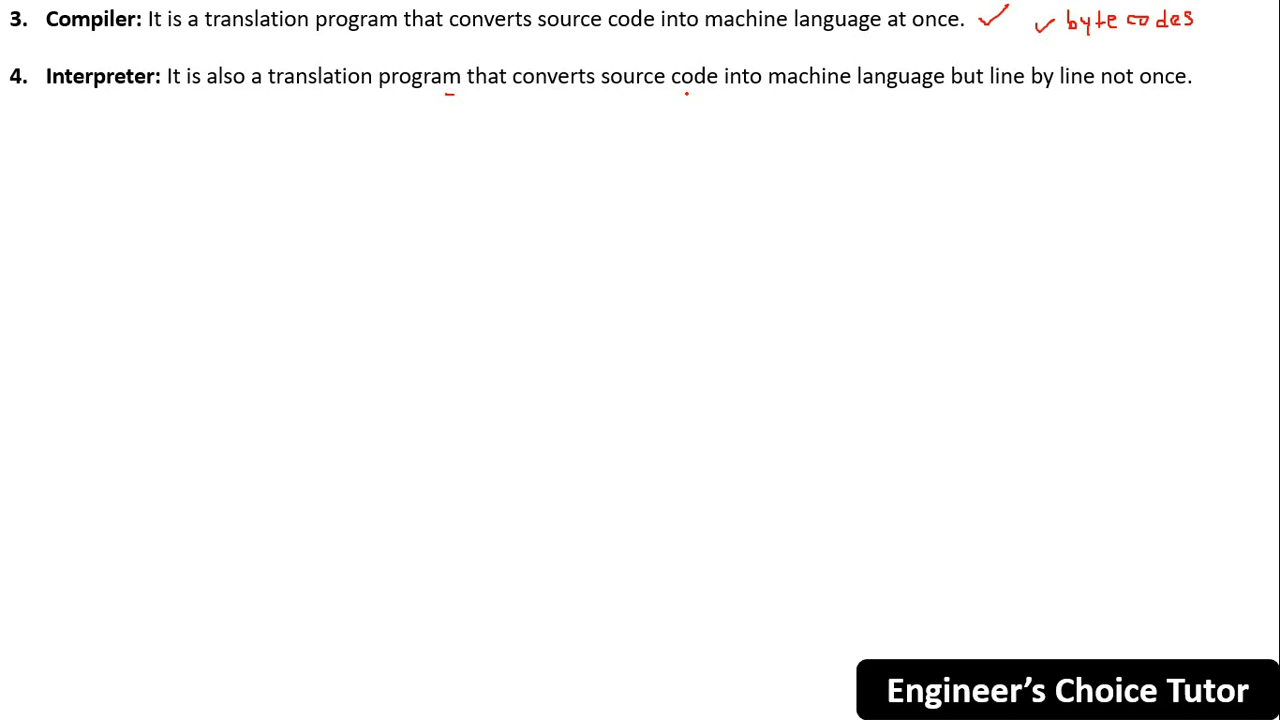 3. Compiler: It is a translation program that converts source code into machine language at once. ✓ ✓ byte codes
4. Interpreter: It is also a translation program that converts source code into machine language but line by line not once.
Engineer’s Choice Tutor